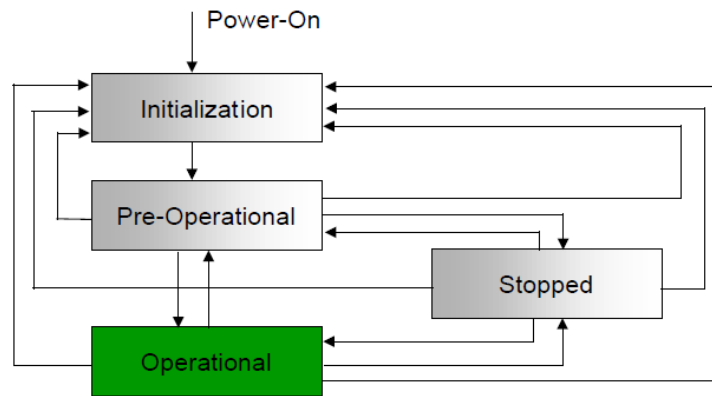 Power-On
Initialization
Pre-Operational
Stopped
Operational